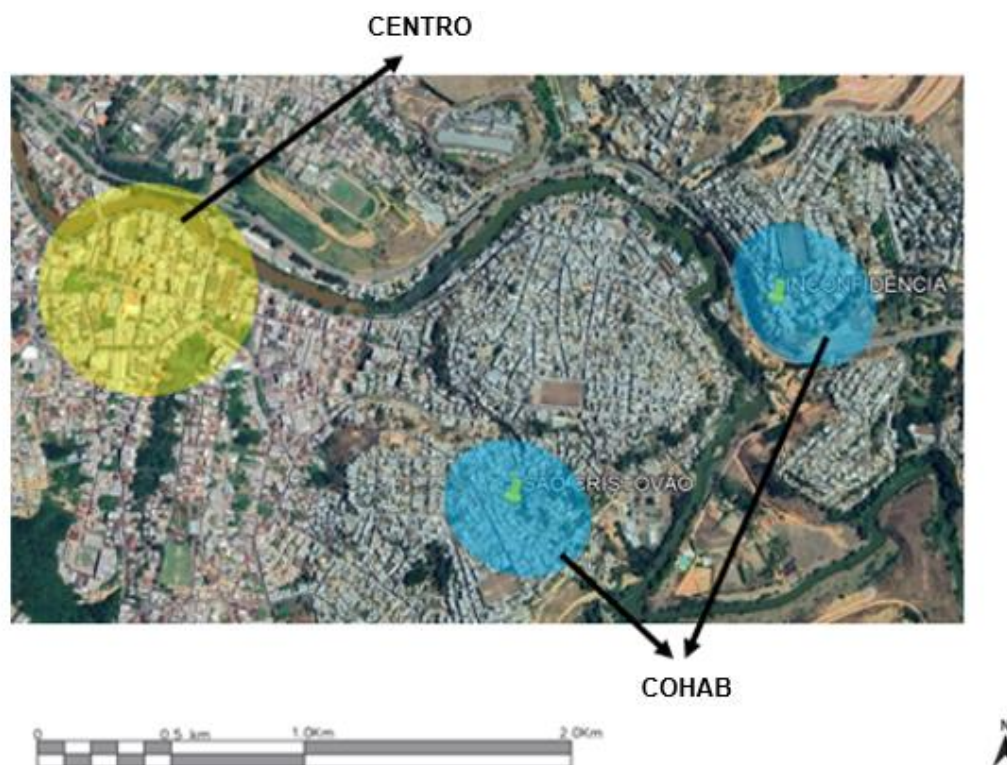 CENTRO
INCONFIDÊNCIA
SÃO CRISTOVÃO
COHAB
0 0.5 km 1.0Km 2.0Km
N